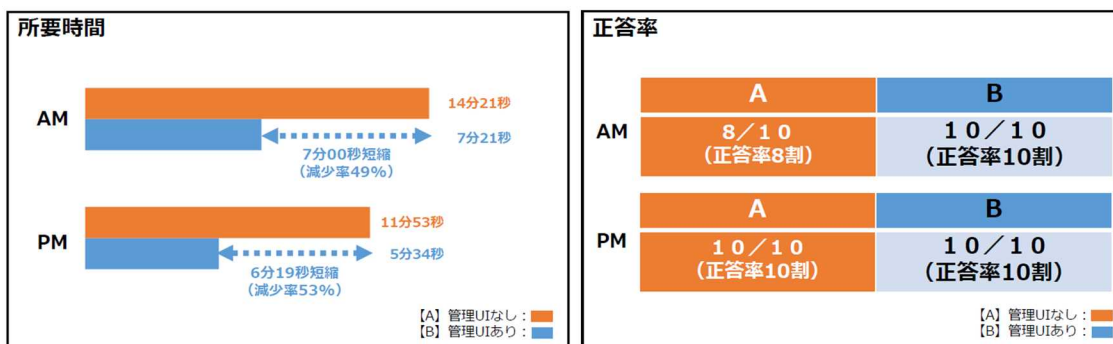 所要時間
AM
14分21秒
7分21秒
7分00秒短縮
(減少率49%)
PM
11分53秒
5分34秒
6分19秒短縮
(減少率53%)
【A】管理UIなし：
【B】管理UIあり：
正答率
A
B
AM
8／10
(正答率8割)
10／10
(正答率10割)
A
B
PM
10／10
(正答率10割)
10／10
(正答率10割)
【A】管理UIなし：
【B】管理UIあり：